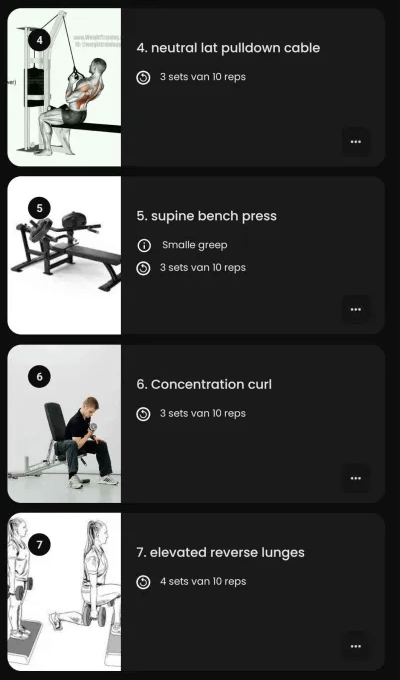 4
www.WeightTraining.
4. neutral lat pulldown cable
3 sets van 10 reps
5
5. supine bench press
Smalle greep
3 sets van 10 reps
6
6. Concentration curl
3 sets van 10 reps
7
7. elevated reverse lunges
4 sets van 10 reps